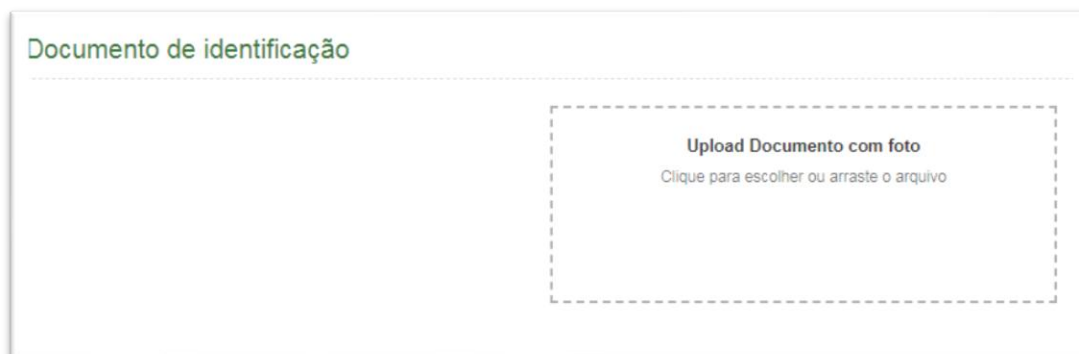 Documento de identificação
Upload Documento com foto
Clique para escolher ou arraste o arquivo